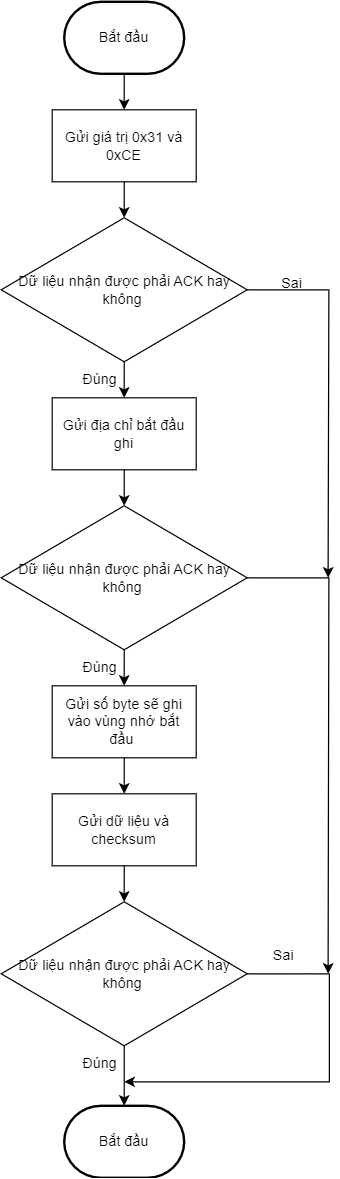 Bắt đầu
Gửi giá trị 0x31 và
0xCE
Dữ liệu nhận được phải ACK hay
không
Sai
Đúng
Gửi địa chỉ bắt đầu
ghi
Dữ liệu nhận được phải ACK hay
không
Đúng
Gửi số byte sẽ ghi
vào vùng nhớ bắt
đầu
Gửi dữ liệu và
checksum
Dữ liệu nhận được phải ACK hay
không
Sai
Đúng
Bắt đầu